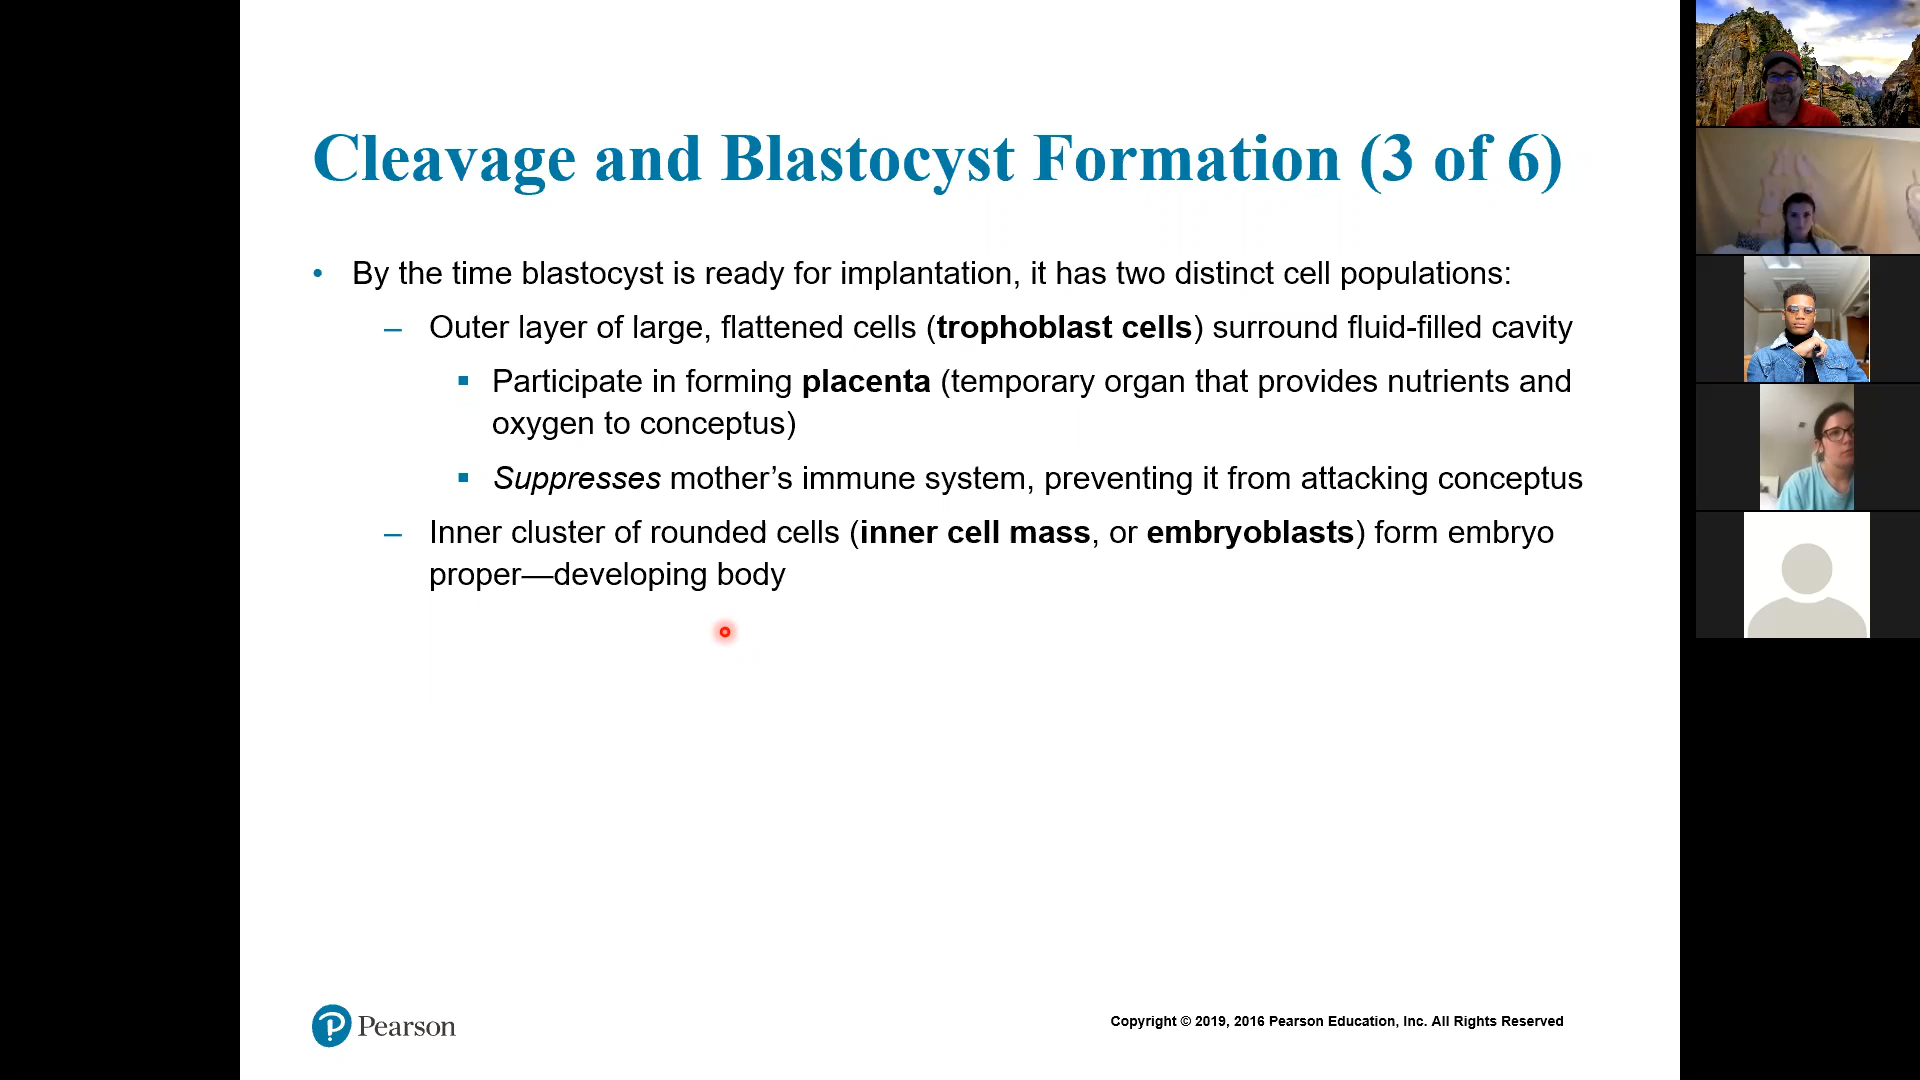 Cleavage and Blastocyst Formation (3 of 6)
• By the time blastocyst is ready for implantation, it has two distinct cell populations:
– Outer layer of large, flattened cells (trophoblast cells) surround fluid-filled cavity
▪ Participate in forming placenta (temporary organ that provides nutrients and
oxygen to conceptus)
▪ Suppresses mother’s immune system, preventing it from attacking conceptus
– Inner cluster of rounded cells (inner cell mass, or embryoblasts) form embryo
proper—developing body
Pearson
Copyright © 2019, 2016 Pearson Education, Inc. All Rights Reserved